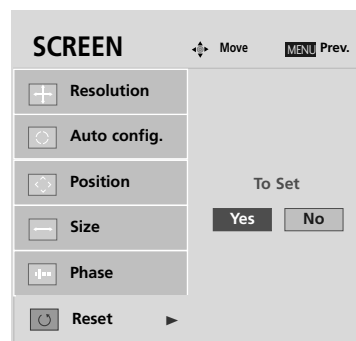 SCREEN Move MENU Prev.
Resolution
Auto config.
Position
To Set
Size
Yes No
Phase
Reset